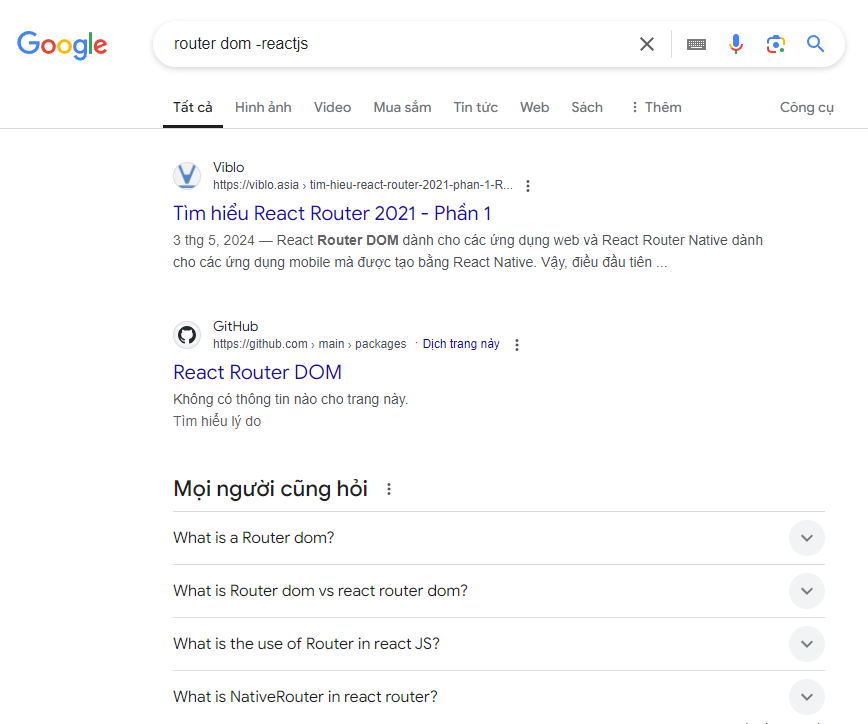 Google
router dom -reactjs
Tất cả Hình ảnh Video Mua sắm Tin tức Web Sách Thêm Công cụ
Viblo
https://viblo.asia › tim-hieu-react-router-2021-phan-1-R...
Tìm hiểu React Router 2021 - Phần 1
3 thg 5, 2024 — React Router DOM dành cho các ứng dụng web và React Router Native dành
cho các ứng dụng mobile mà được tạo bằng React Native. Vậy, điều đầu tiên ...
GitHub
https://github.com › main › packages · Dịch trang này
React Router DOM
Không có thông tin nào cho trang này.
Tìm hiểu lý do
Mọi người cũng hỏi
What is a Router dom?
What is Router dom vs react router dom?
What is the use of Router in react JS?
What is NativeRouter in react router?